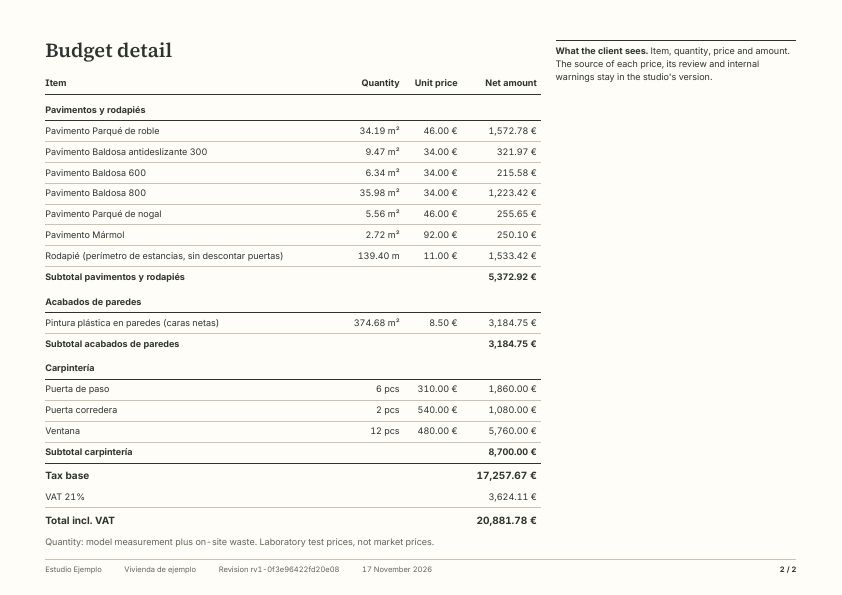 Budget detail
Item Quantity Unit price Net amount
Pavimentos y rodapiés
Pavimento Parqué de roble 34.19 m² 46.00 € 1,572.78 €
Pavimento Baldosa antideslizante 300 9.47 m² 34.00 € 321.97 €
Pavimento Baldosa 600 6.34 m² 34.00 € 215.58 €
Pavimento Baldosa 800 35.98 m² 34.00 € 1,223.42 €
Pavimento Parqué de nogal 5.56 m² 46.00 € 255.65 €
Pavimento Mármol 2.72 m² 92.00 € 250.10 €
Rodapié (perímetro de estancias, sin descontar puertas) 139.40 m 11.00 € 1,533.42 €
Subtotal pavimentos y rodapiés 5,372.92 €
Acabados de paredes
Pintura plástica en paredes (caras netas) 374.68 m² 8.50 € 3,184.75 €
Subtotal acabados de paredes 3,184.75 €
Carpintería
Puerta de paso 6 pcs 310.00 € 1,860.00 €
Puerta corredera 2 pcs 540.00 € 1,080.00 €
Ventana 12 pcs 480.00 € 5,760.00 €
Subtotal carpintería 8,700.00 €
Tax base 17,257.67 €
VAT 21% 3,624.11 €
Total incl. VAT 20,881.78 €
Quantity: model measurement plus on-site waste. Laboratory test prices, not market prices.
What the client sees. Item, quantity, price and amount.
The source of each price, its review and internal
warnings stay in the studio's version.
Estudio Ejemplo Vivienda de ejemplo Revision rv1-0f3e96422fd20e08 17 November 2026 2 / 2